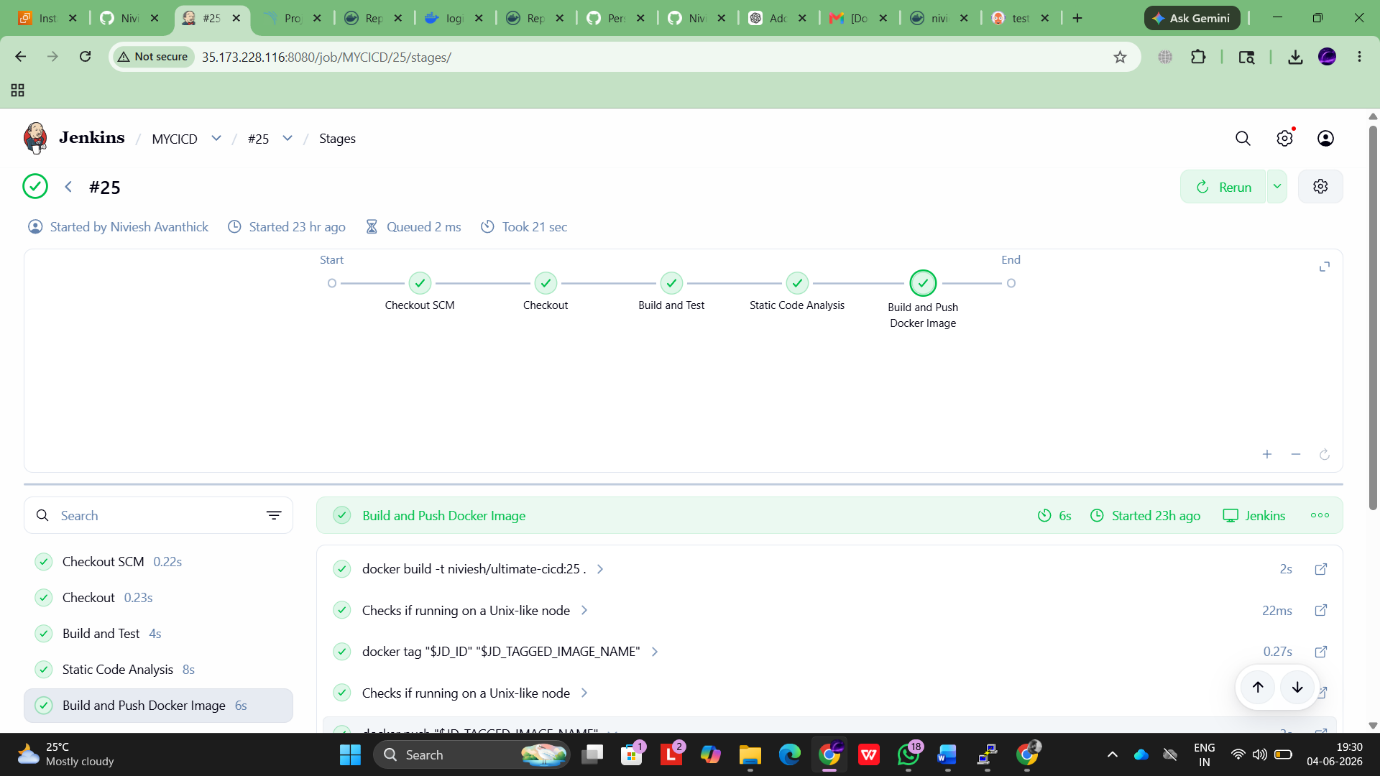 Inst
Nivi
#25
Proj
Rep
logi
Rep
Per
Nivi
Adc
[Do
nivi
test
Ask Gemini
Not secure
35.173.228.116:8080/job/MYCICD/25/stages/
Jenkins / MYCICD / #25 / Stages
#25
Rerun
Started by Niviesh Avanthick
Started 23 hr ago
Queued 2 ms
Took 21 sec
Start
End
Checkout SCM
Checkout
Build and Test
Static Code Analysis
Build and Push
Docker Image
Search
Build and Push Docker Image
6s
Started 23h ago
Jenkins
Checkout SCM 0.22s
Checkout 0.23s
Build and Test 4s
Static Code Analysis 8s
Build and Push Docker Image 6s
docker build -t niviesh/ultimate-cicd:25 .
2s
Checks if running on a Unix-like node
22ms
docker tag "$JD_ID" "$JD_TAGGED_IMAGE_NAME"
0.27s
Checks if running on a Unix-like node
docker push "$JD_TAGGED_IMAGE_NAME"
25°C
Mostly cloudy
Search
1
2
18
ENG
IN
19:30
04-06-2026